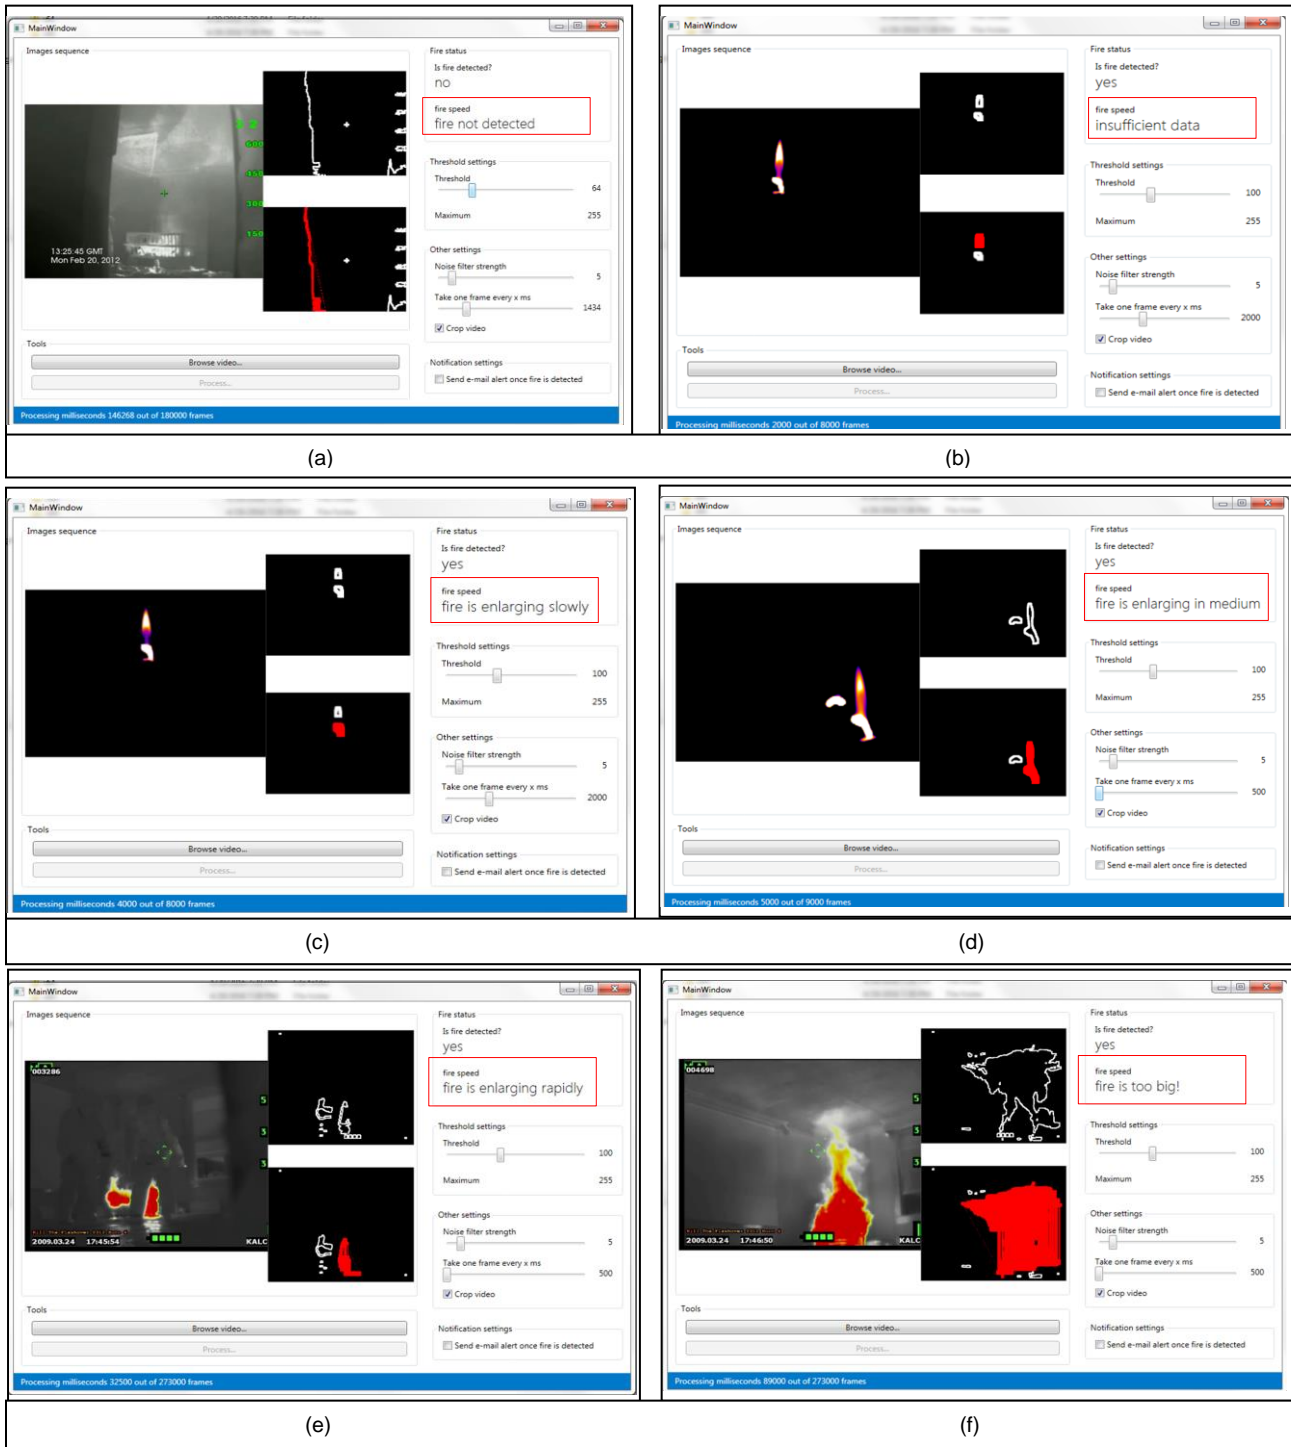 MainWindow
Images sequence
13:25:45 GMT
Mon Feb 20, 2012
600
450
300
150
Fire status
Is fire detected?
no
fire speed
fire not detected
Threshold settings
Threshold
64
Maximum
255
Other settings
Noise filter strength
5
Take one frame every x ms
1434
Crop video
Tools
Browse video...
Process...
Notification settings
Send e-mail alert once fire is detected
Processing milliseconds 146268 out of 180000 frames
(a)
MainWindow
Images sequence
Fire status
Is fire detected?
yes
fire speed
insufficient data
Threshold settings
Threshold
100
Maximum
255
Other settings
Noise filter strength
5
Take one frame every x ms
2000
Crop video
Tools
Browse video...
Process...
Notification settings
Send e-mail alert once fire is detected
Processing milliseconds 2000 out of 8000 frames
(b)
MainWindow
Images sequence
Fire status
Is fire detected?
yes
fire speed
fire is enlarging slowly
Threshold settings
Threshold
100
Maximum
255
Other settings
Noise filter strength
5
Take one frame every x ms
2000
Crop video
Tools
Browse video...
Process...
Notification settings
Send e-mail alert once fire is detected
Processing milliseconds 4000 out of 8000 frames
(c)
MainWindow
Images sequence
Fire status
Is fire detected?
yes
fire speed
fire is enlarging in medium
Threshold settings
Threshold
100
Maximum
255
Other settings
Noise filter strength
5
Take one frame every x ms
500
Crop video
Tools
Browse video...
Process...
Notification settings
Send e-mail alert once fire is detected
Processing milliseconds 5000 out of 9000 frames
(d)
MainWindow
Images sequence
003286
5
3
3
2009.03.24 17:45:54
KALC
Fire status
Is fire detected?
yes
fire speed
fire is enlarging rapidly
Threshold settings
Threshold
100
Maximum
255
Other settings
Noise filter strength
5
Take one frame every x ms
500
Crop video
Tools
Browse video...
Process...
Notification settings
Send e-mail alert once fire is detected
Processing milliseconds 32500 out of 273000 frames
(e)
MainWindow
Images sequence
004698
5
3
3
2009.03.24 17:46:50
KALC
Fire status
Is fire detected?
yes
fire speed
fire is too big!
Threshold settings
Threshold
100
Maximum
255
Other settings
Noise filter strength
5
Take one frame every x ms
500
Crop video
Tools
Browse video...
Process...
Notification settings
Send e-mail alert once fire is detected
Processing milliseconds 89000 out of 273000 frames
(f)